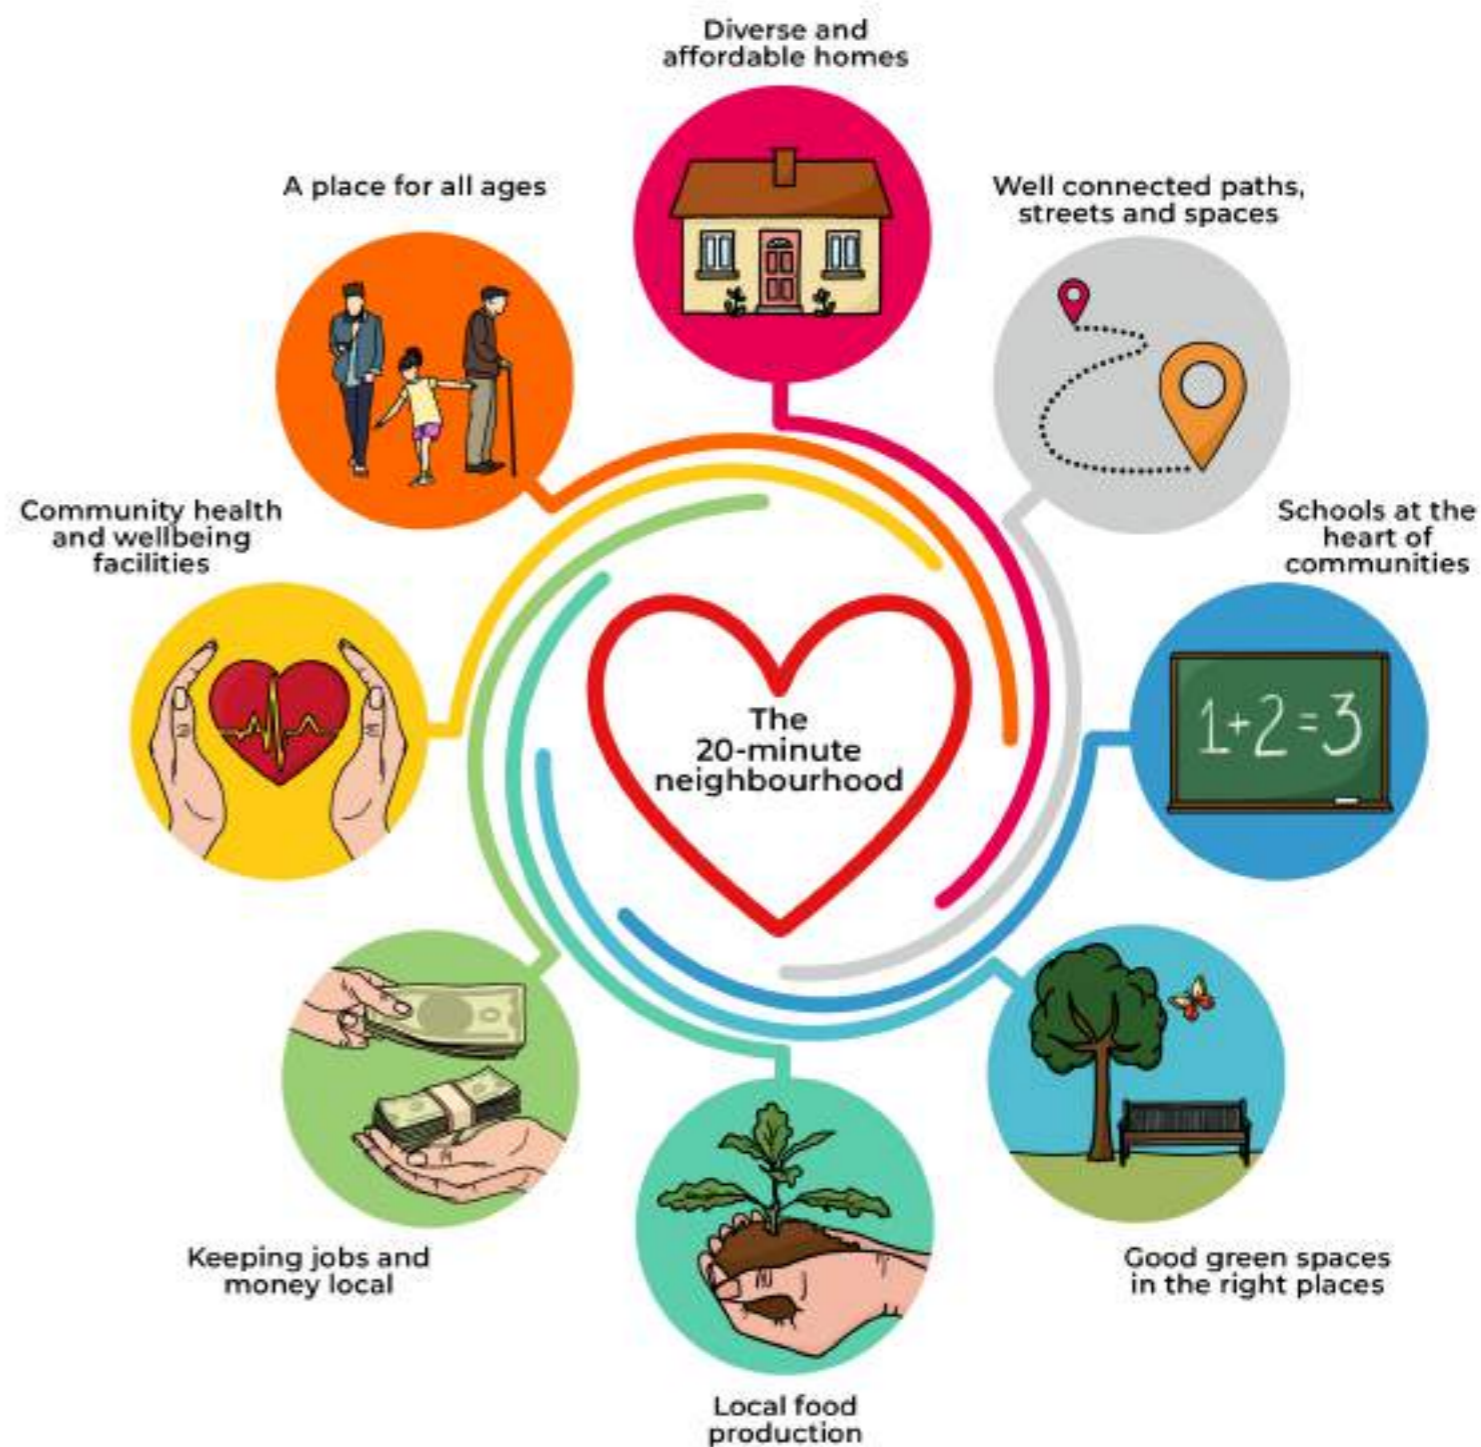 Diverse and
affordable homes
A place for all ages
Well connected paths,
streets and spaces
Community health
and wellbeing
facilities
Schools at the
heart of
communities
1+2=3
The
20-minute
neighbourhood
Keeping jobs and
money local
Good green spaces
in the right places
Local food
production